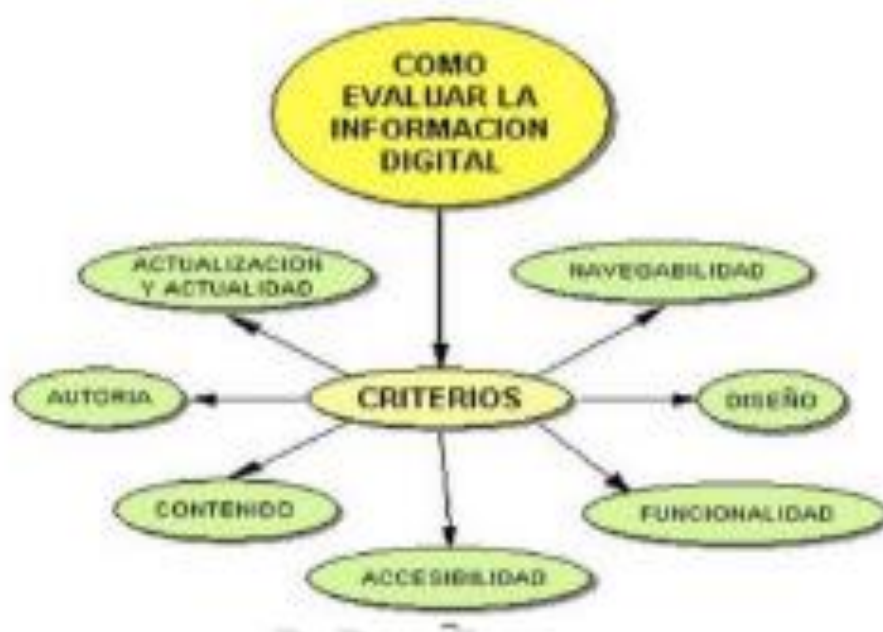 COMO
EVALUAR LA
INFORMACION
DIGITAL
ACTUALIZACION
Y ACTUALIDAD
NAVEGABILIDAD
AUTORIA
CRITERIOS
DISEÑO
CONTENIDO
FUNCIONALIDAD
ACCESIBILIDAD